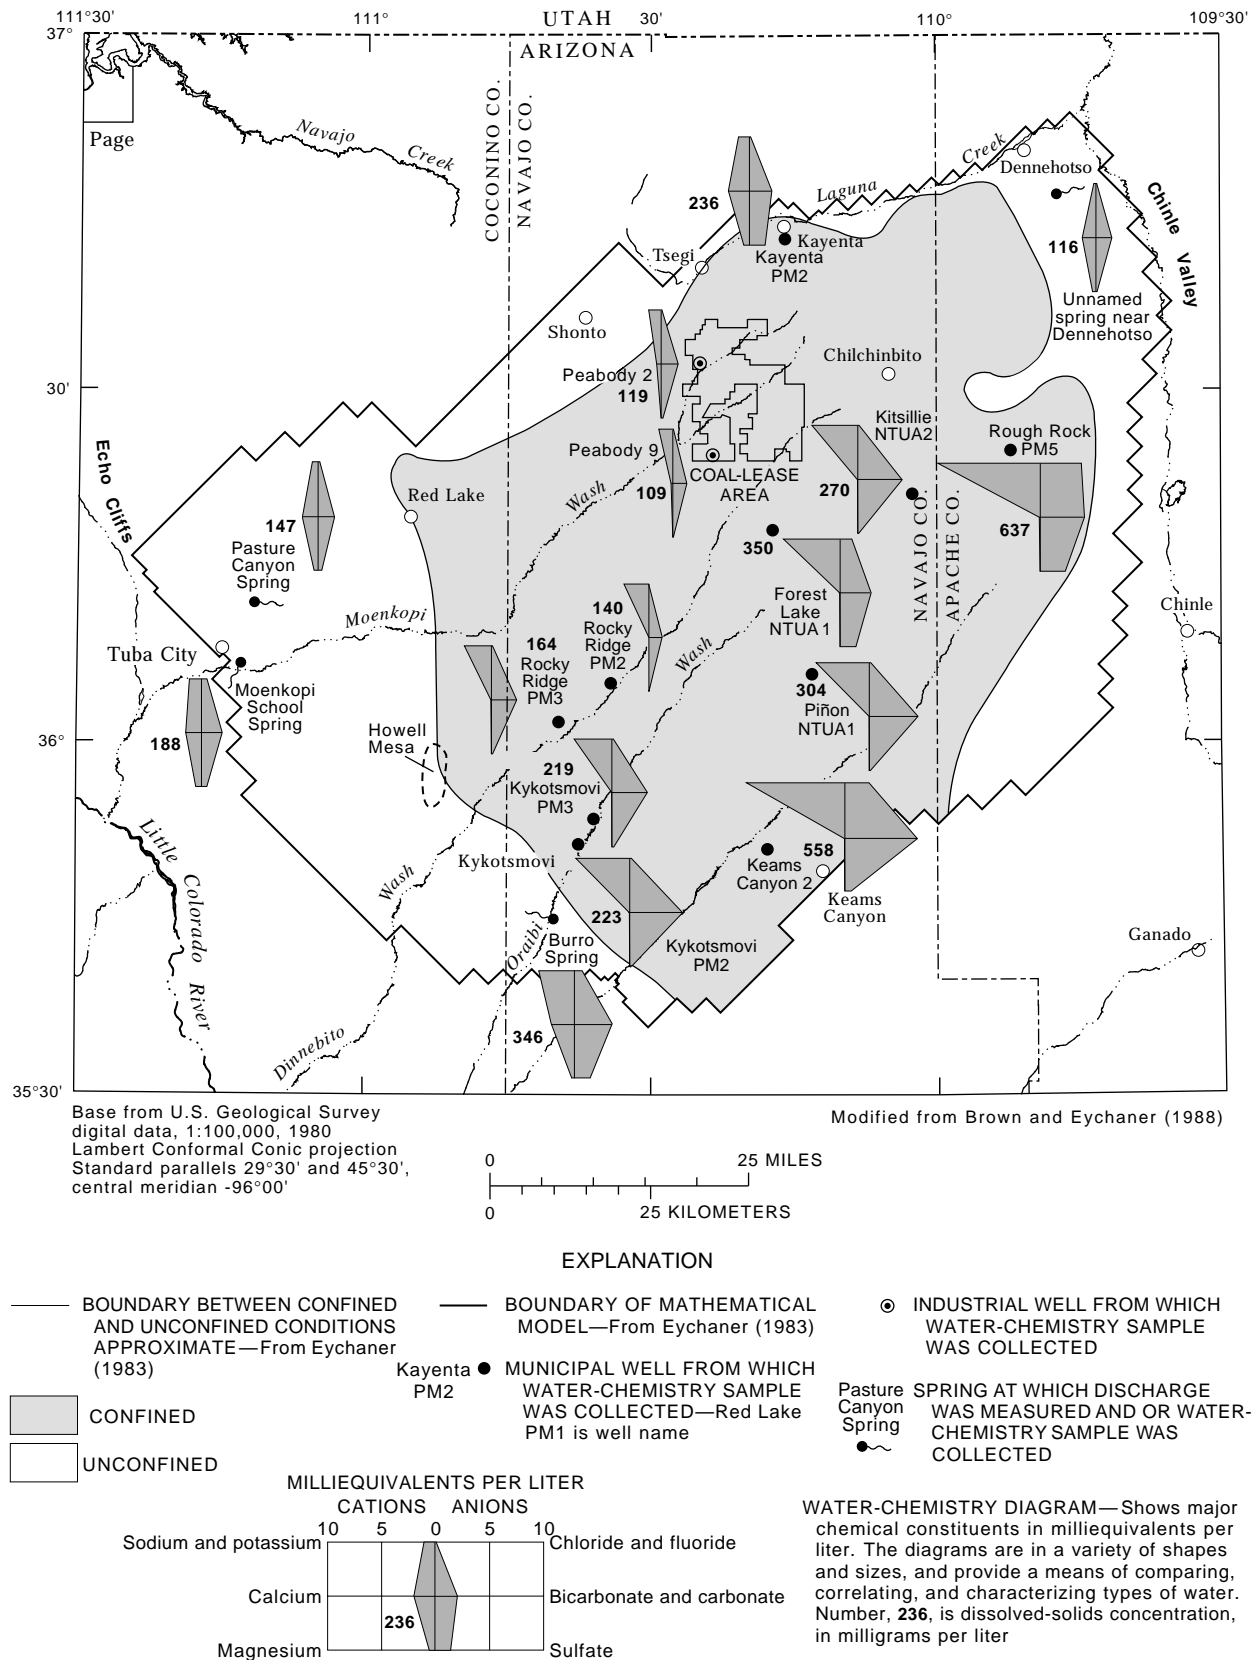 111°30'
111°
UTAH
30'
110°
109°30'
37°
ARIZONA
COCONINO CO.
NAVAJO CO.
Page
Navajo
Creek
Creek
Dennehotso
Laguna
236
Chinle Valley
Tsegi
Kayenta
Kayenta
PM2
116
Unnamed
spring near
Dennehotso
Shonto
Peabody 2
119
Chilchinbito
30'
Kitsillie
NTUA2
Rough Rock
PM5
Echo Cliffs
Peabody 9
COAL-LEASE
AREA
109
270
Red Lake
Wash
147
637
Pasture
Canyon
Spring
350
NAVAJO CO.
APACHE CO.
Forest
Lake
NTUA 1
Moenkopi
140
Rocky
Ridge
PM2
Chinle
164
Rocky
Ridge
PM3
Wash
Tuba City
Moenkopi
School
Spring
304
Piñon
NTUA1
188
36°
Howell
Mesa
219
Kykotsmovi
PM3
Little
Colorado
River
558
Kykotsmovi
Keams
Canyon 2
Wash
Keams
Canyon
223
Ganado
Oraibi
Burro
Spring
Kykotsmovi
PM2
346
Dinnebito
35°30'
Base from U.S. Geological Survey
digital data, 1:100,000, 1980
Lambert Conformal Conic projection
Standard parallels 29°30' and 45°30',
central meridian -96°00'
Modified from Brown and Eychaner (1988)
0
25 MILES
0
25 KILOMETERS
EXPLANATION
BOUNDARY BETWEEN CONFINED
AND UNCONFINED CONDITIONS
APPROXIMATE—From Eychaner
(1983)
CONFINED
UNCONFINED
BOUNDARY OF MATHEMATICAL
MODEL—From Eychaner (1983)
Kayenta
PM2
MUNICIPAL WELL FROM WHICH
WATER-CHEMISTRY SAMPLE
WAS COLLECTED—Red Lake
PM1 is well name
INDUSTRIAL WELL FROM WHICH
WATER-CHEMISTRY SAMPLE
WAS COLLECTED
Pasture
Canyon
Spring
SPRING AT WHICH DISCHARGE
WAS MEASURED AND OR WATER-
CHEMISTRY SAMPLE WAS
COLLECTED
MILLIEQUIVALENTS PER LITER
CATIONS ANIONS
10 5 0 5 10
Sodium and potassium
Chloride and fluoride
Calcium
Bicarbonate and carbonate
236
Magnesium
Sulfate
WATER-CHEMISTRY DIAGRAM—Shows major
chemical constituents in milliequivalents per
liter. The diagrams are in a variety of shapes
and sizes, and provide a means of comparing,
correlating, and characterizing types of water.
Number, 236, is dissolved-solids concentration,
in milligrams per liter